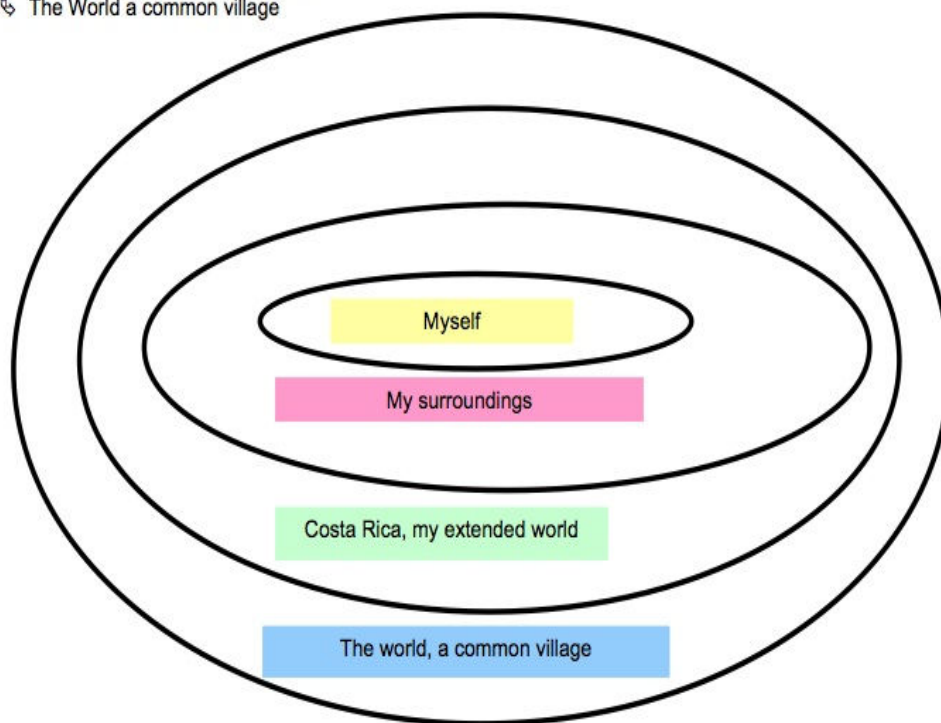 The World a common village
Myself
My surroundings
Costa Rica, my extended world
The world, a common village